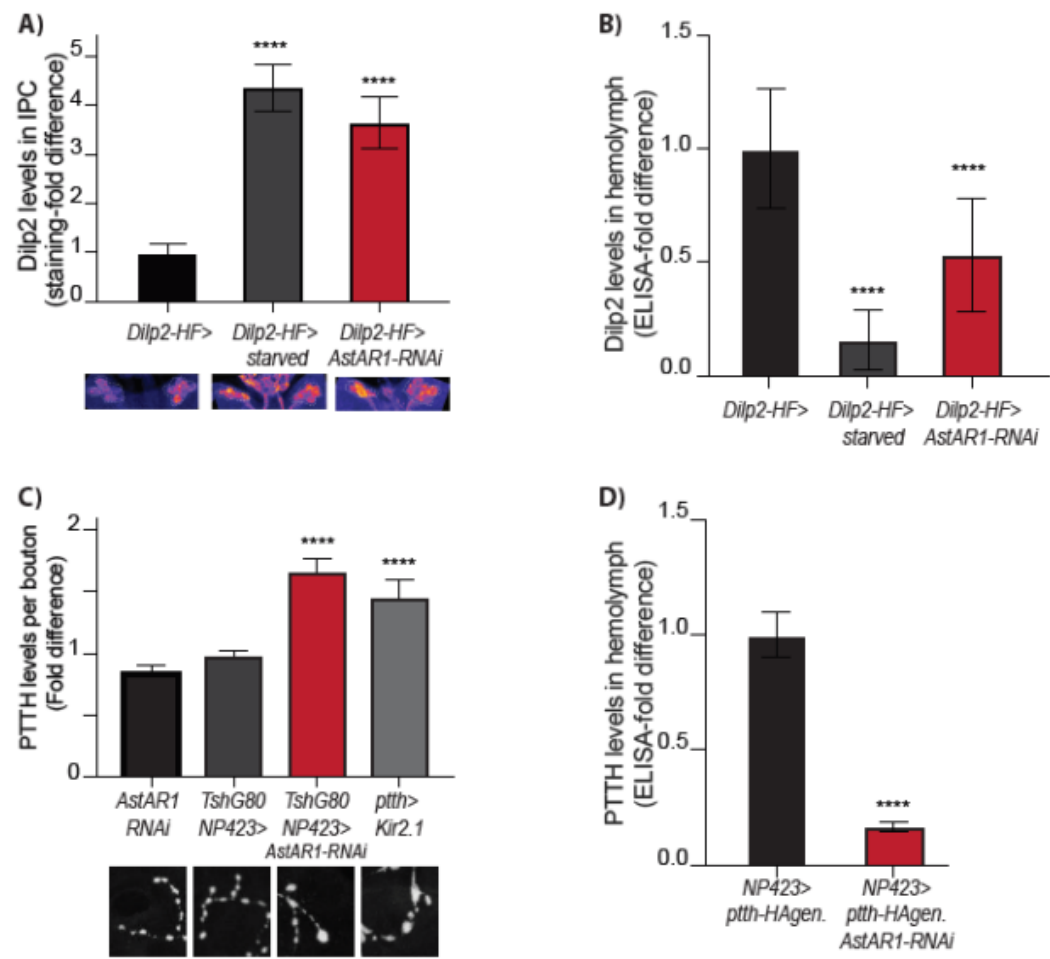 A)
Dilp2 levels in IPC
(staining-fold difference)
5
4
3
2
1
0
****
****
Dilp2-HF>
Dilp2-HF>
starved
Dilp2-HF>
AstAR1-RNAi
B)
Dilp2 levels in hemolymph
(ELISA-fold difference)
1.5
1.0
0.5
0.0
****
****
Dilp2-HF>
Dilp2-HF>
starved
Dilp2-HF>
AstAR1-RNAi
C)
PTTH levels per bouton
(Fold difference)
2
1
0
****
****
AstAR1
RNAi
TshG80
NP423>
TshG80
NP423>
AstAR1-RNAi
ptth>
Kir2.1
D)
PTTH levels in hemolymph
(ELISA-fold difference)
1.5
1.0
0.5
0.0
****
NP423>
ptth-HAgen.
NP423>
ptth-HAgen.
AstAR1-RNAi